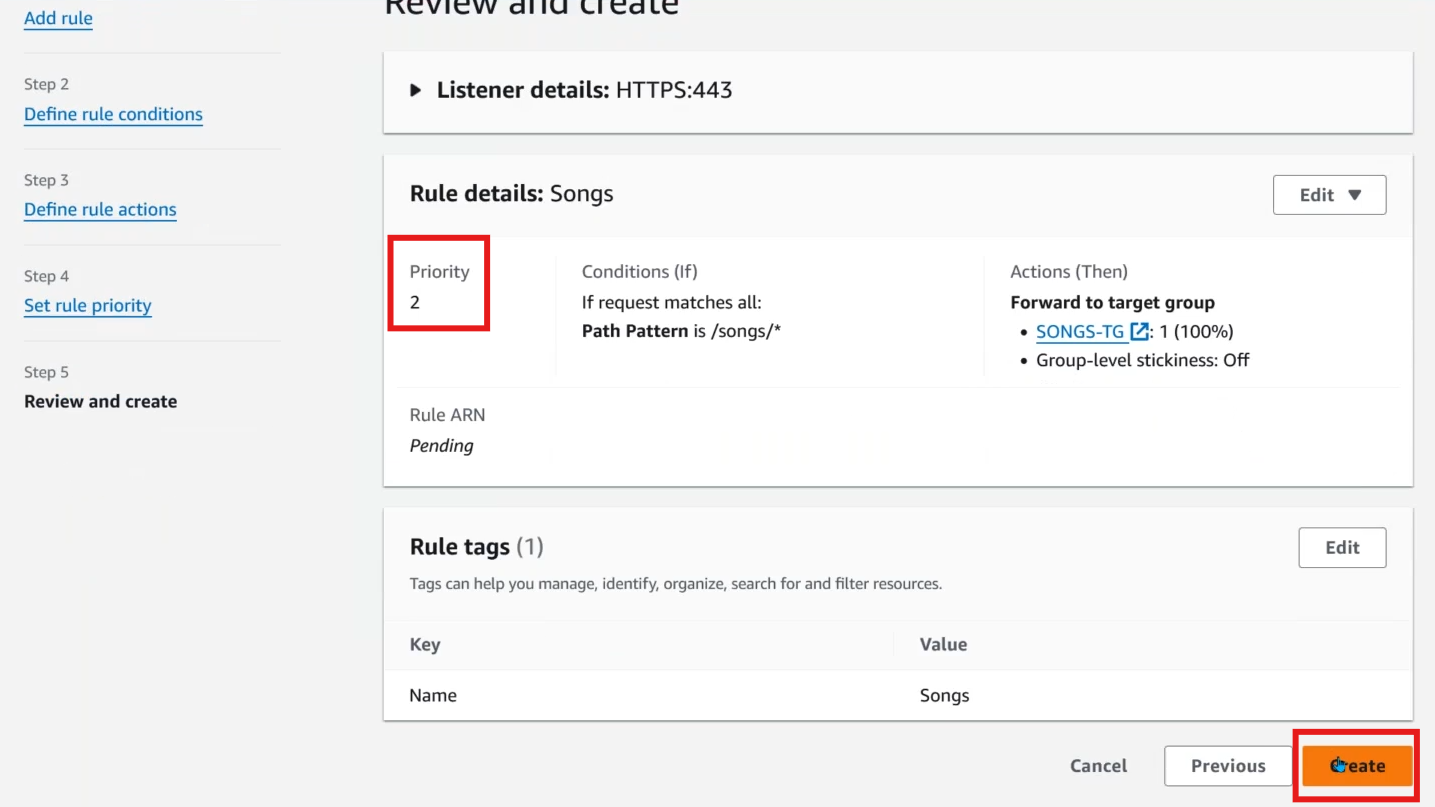 Add rule
Step 2
Define rule conditions
Step 3
Define rule actions
Step 4
Set rule priority
Step 5
Review and create
Review and create
Listener details: HTTPS:443
Rule details: Songs
Edit
Priority
2
Conditions (If)
If request matches all:
Path Pattern is /songs/*
Actions (Then)
Forward to target group
• SONGS-TG : 1 (100%)
• Group-level stickiness: Off
Rule ARN
Pending
Rule tags (1)
Edit
Tags can help you manage, identify, organize, search for and filter resources.
Key Value
Name Songs
Cancel Previous Create